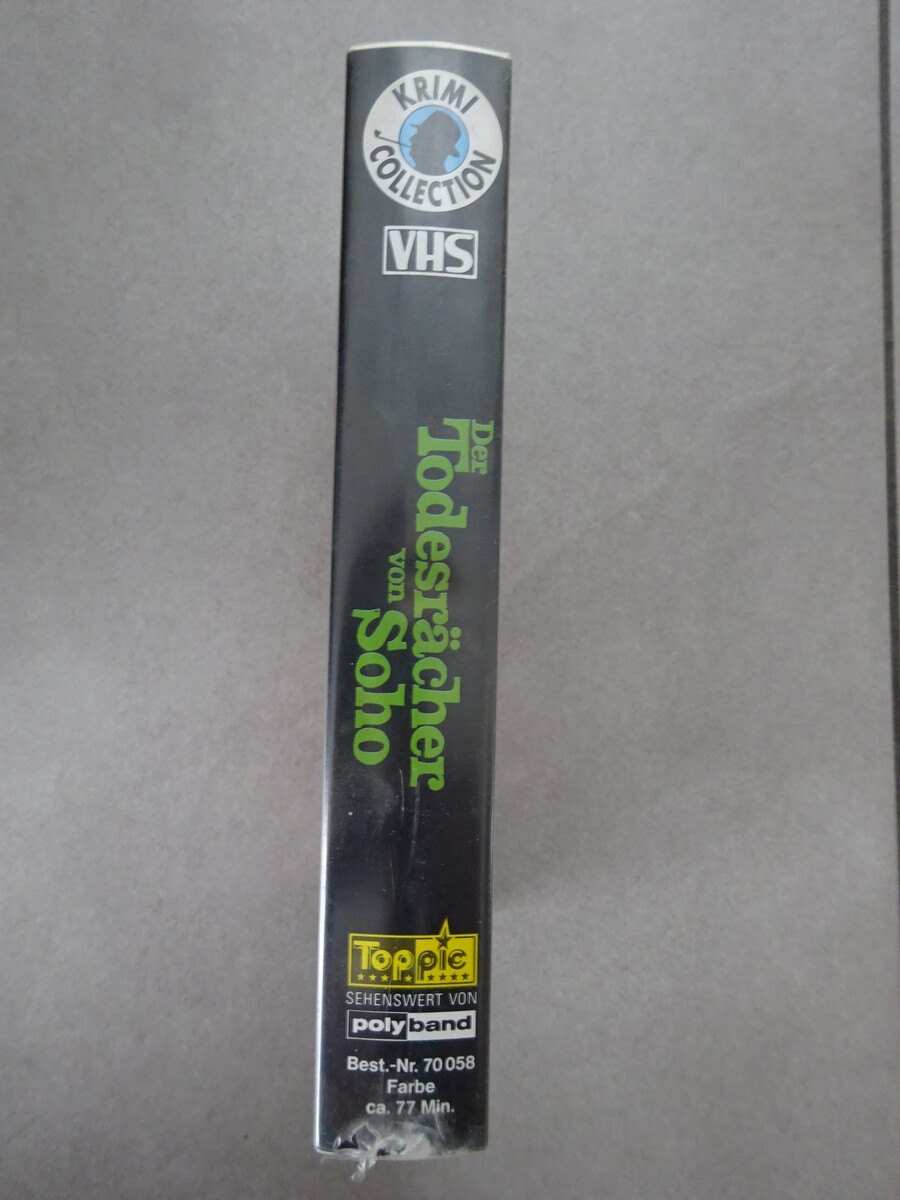 KRIMI
COLLECTION
VHS
Der
Todesrächer
von
Soho
Toppic
SEHENSWERT VON
polyband
Best.-Nr. 70 058
Farbe
ca. 77 Min.